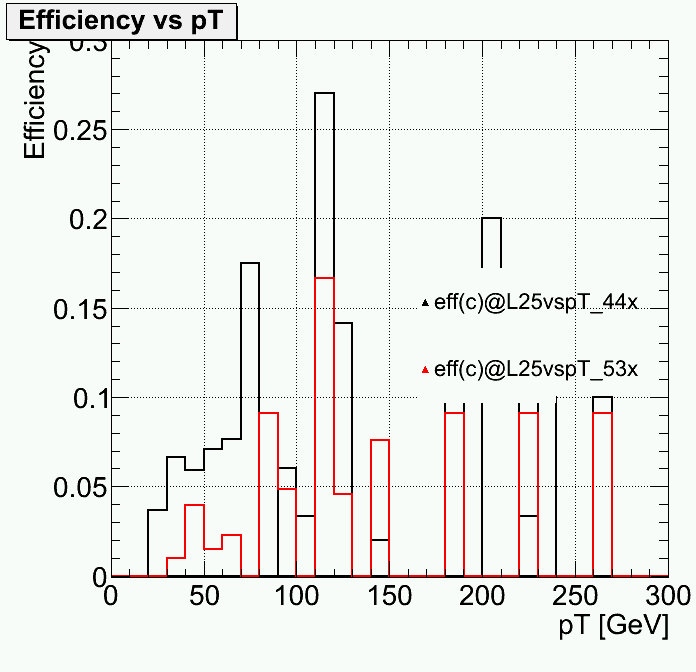 Efficiency vs pT
Efficiency
0.3
0.25
0.2
0.15
0.1
0.05
0
eff(c)@L25vspT_44x
eff(c)@L25vspT_53x
0 50 100 150 200 250 300
pT [GeV]